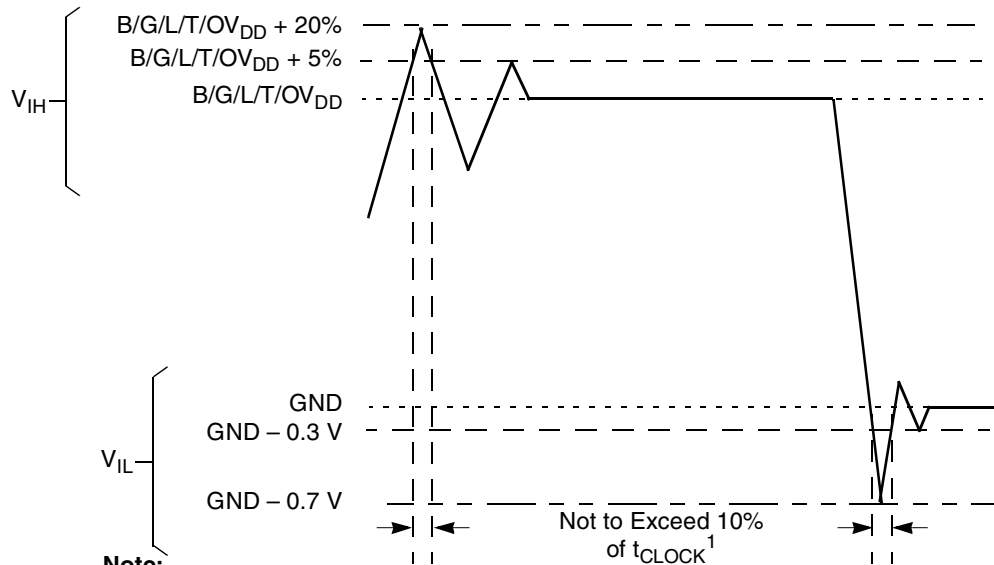 B/G/L/T/OVDD + 20%
B/G/L/T/OVDD + 5%
B/G/L/T/OVDD
VIH
GND
GND – 0.3 V
VIL
GND – 0.7 V
Not to Exceed 10%
of tCLOCK1
Note: